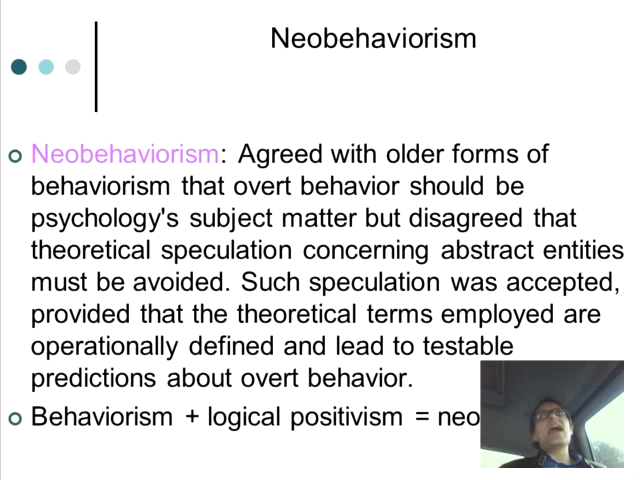 Neobehaviorism
Neobehaviorism: Agreed with older forms of
behaviorism that overt behavior should be
psychology's subject matter but disagreed that
theoretical speculation concerning abstract entities
must be avoided. Such speculation was accepted,
provided that the theoretical terms employed are
operationally defined and lead to testable
predictions about overt behavior.
Behaviorism + logical positivism = neo